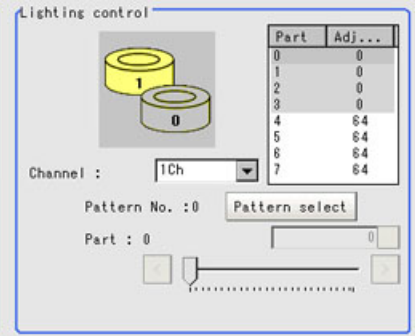 Lighting control
Part Adj...
0 0
1 0
2 0
3 0
4 64
5 64
6 64
7 64
1
0
Channel : 1Ch
Pattern No. :0 Pattern select
Part : 0 0
< >